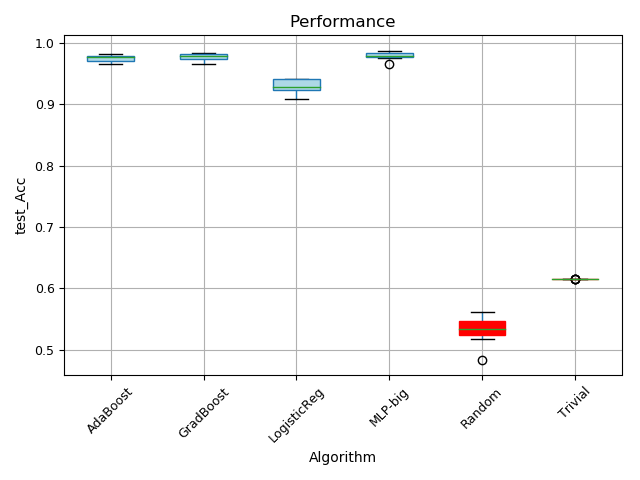 Performance
test_Acc
1.0
0.9
0.8
0.7
0.6
0.5
AdaBoost
GradBoost
LogisticReg
MLP-big
Random
Trivial
Algorithm